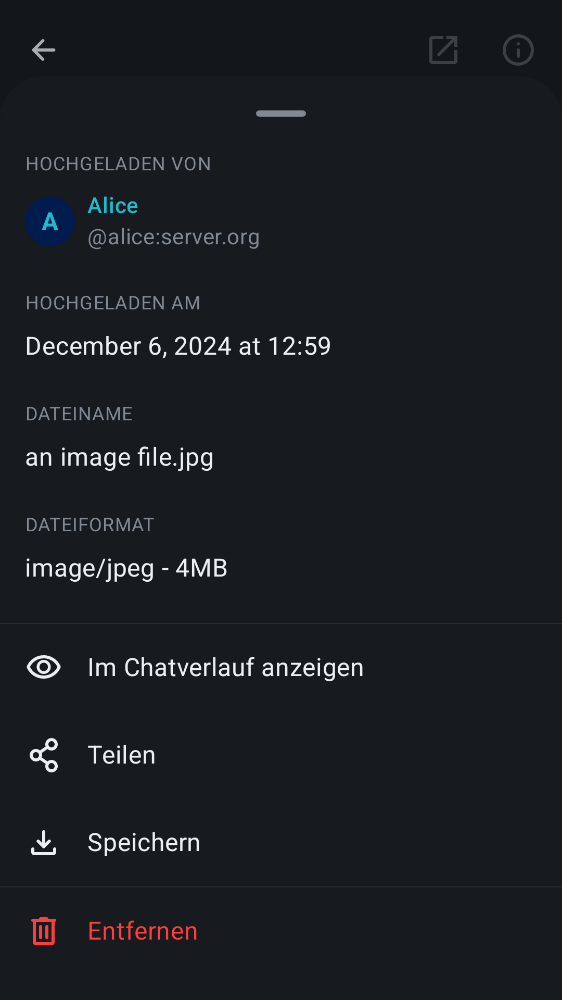 HOCHGELADEN VON
A
Alice
@alice:server.org
HOCHGELADEN AM
December 6, 2024 at 12:59
DATEINAME
an image file.jpg
DATEIFORMAT
image/jpeg - 4MB
Im Chatverlauf anzeigen
Teilen
Speichern
Entfernen